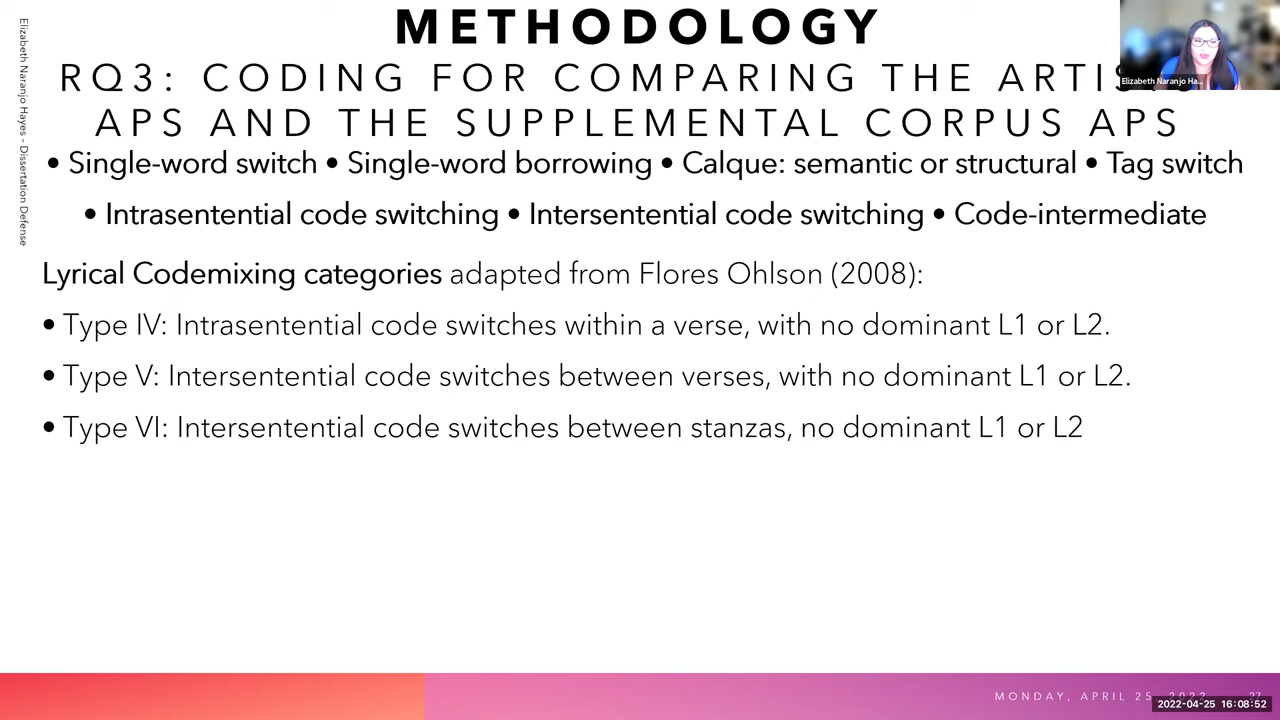 METHODOLOGY
RQ3: CODING FOR COMPARING THE
APS AND THE SUPPLEMENTAL CORPUS APS
• Single-word switch • Single-word borrowing • Calque: semantic or structural • Tag switch
• Intrasentential code switching • Intersentential code switching • Code-intermediate
Lyrical Codemixing categories adapted from Flores Ohlson (2008):
• Type IV: Intrasentential code switches within a verse, with no dominant L1 or L2.
• Type V: Intersentential code switches between verses, with no dominant L1 or L2.
• Type VI: Intersentential code switches between stanzas, no dominant L1 or L2
Elizabeth Naranjo Hayes – Dissertation Defense
Elizabeth Naranjo Ha...
MONDAY, APRIL 25, 2022 27
2022-04-25 16:08:52